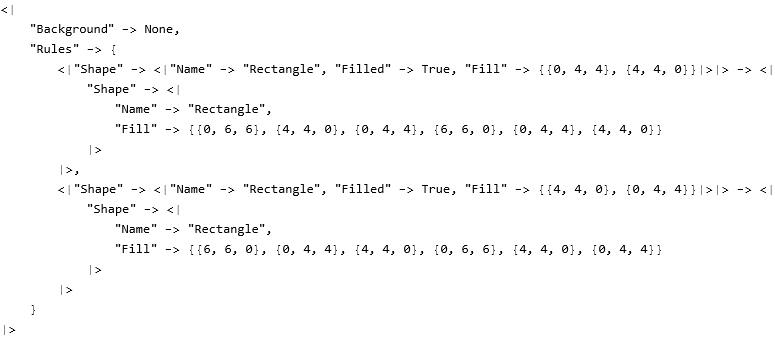 <|
    "Background" -> None,
    "Rules" -> {
        <|"Shape" -> <|"Name" -> "Rectangle", "Filled" -> True, "Fill" -> {{0, 4, 4}, {4, 4, 0}}|>|> -> <|
            "Shape" -> <|
                "Name" -> "Rectangle",
                "Fill" -> {{0, 6, 6}, {4, 4, 0}, {0, 4, 4}, {6, 6, 0}, {0, 4, 4}, {4, 4, 0}}
            |>
        |>,
        <|"Shape" -> <|"Name" -> "Rectangle", "Filled" -> True, "Fill" -> {{4, 4, 0}, {0, 4, 4}}|>|> -> <|
            "Shape" -> <|
                "Name" -> "Rectangle",
                "Fill" -> {{6, 6, 0}, {0, 4, 4}, {4, 4, 0}, {0, 6, 6}, {4, 4, 0}, {0, 4, 4}}
            |>
        |>
    }
|>